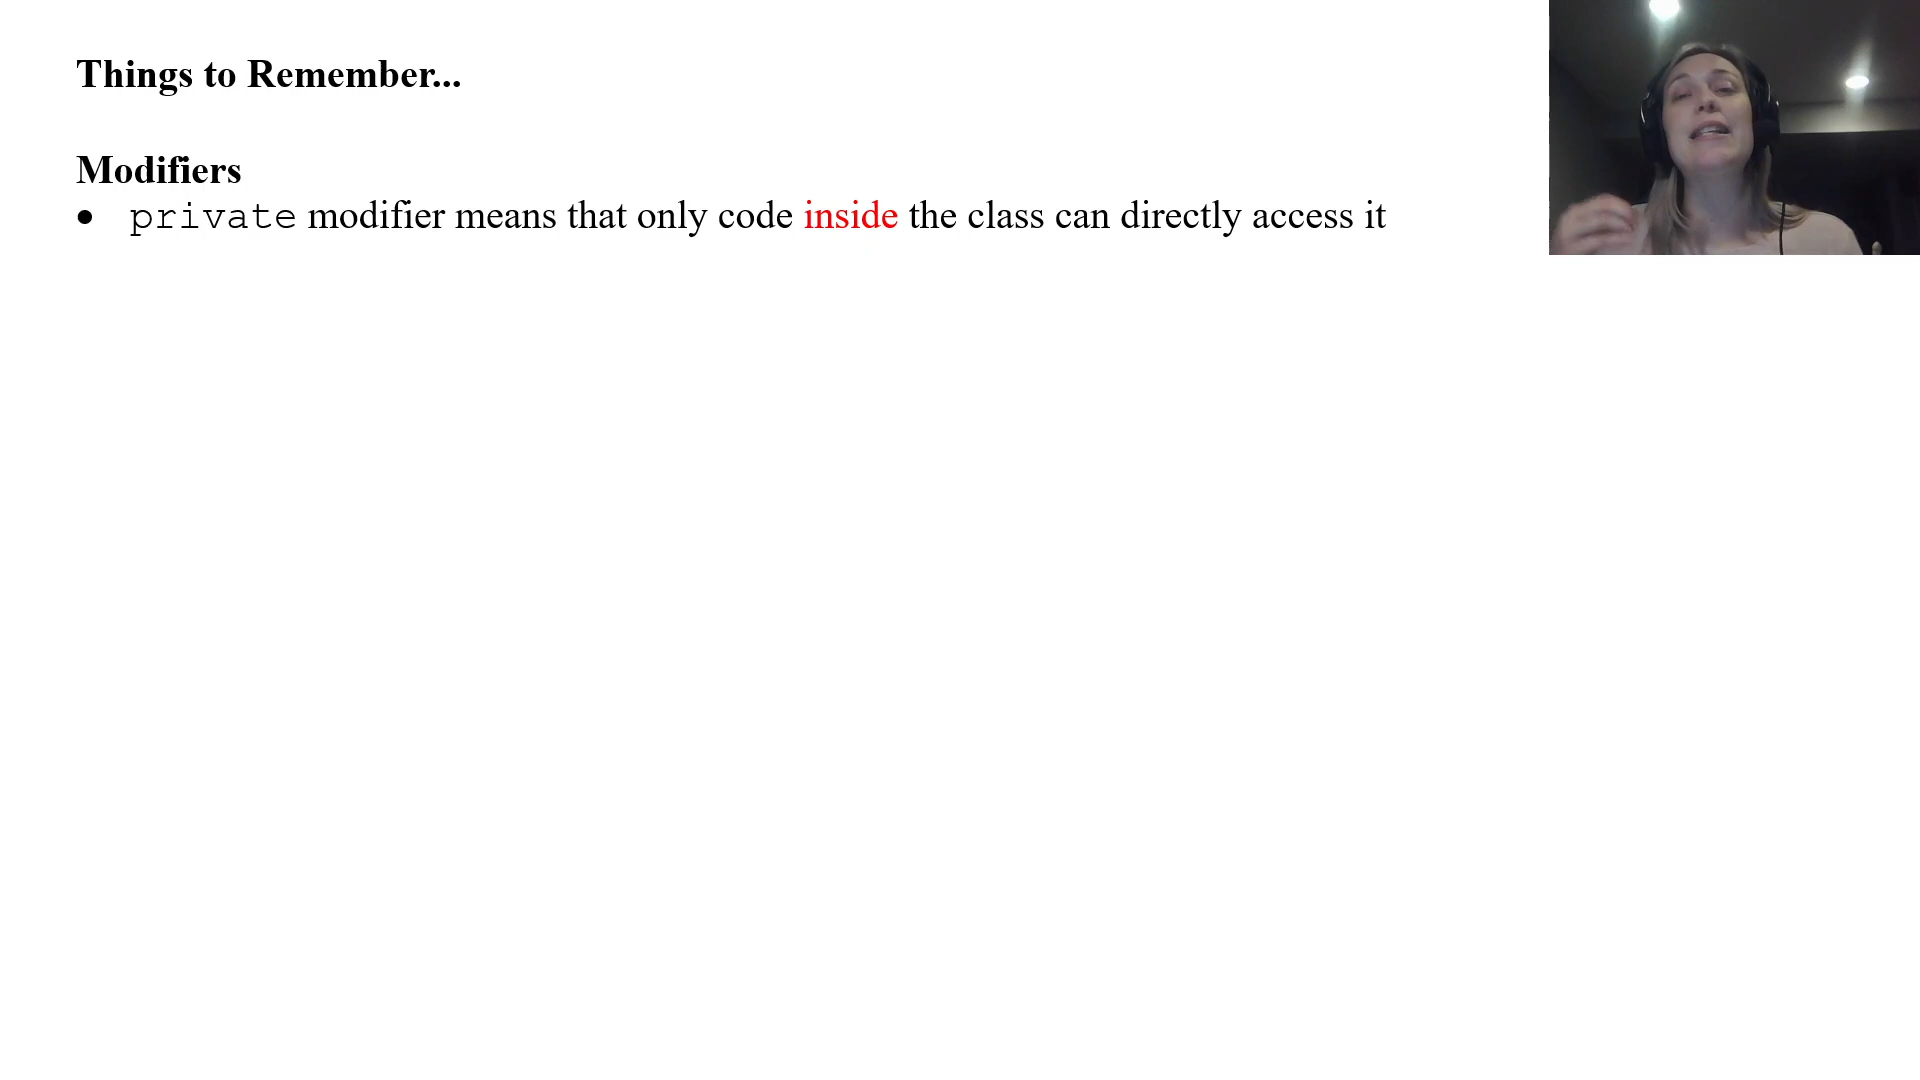 Things to Remember...
Modifiers
• private modifier means that only code inside the class can directly access it